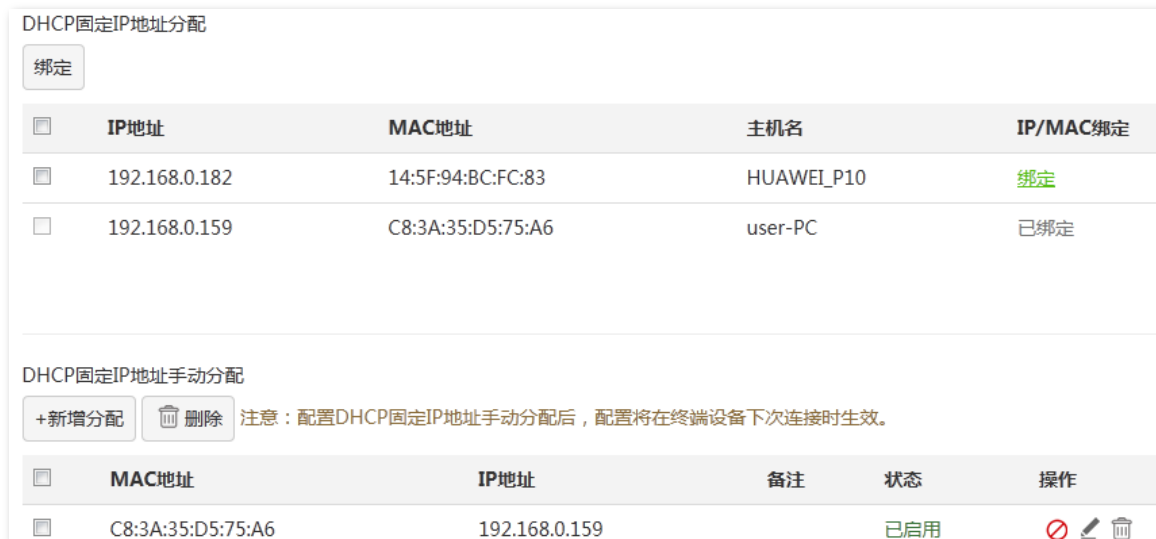 DHCP固定IP地址分配
绑定
IP地址 MAC地址 主机名 IP/MAC绑定
192.168.0.182 14:5F:94:BC:FC:83 HUAWEI_P10 绑定
192.168.0.159 C8:3A:35:D5:75:A6 user-PC 已绑定
DHCP固定IP地址手动分配
+新增分配 删除 注意：配置DHCP固定IP地址手动分配后，配置将在终端设备下次连接时生效。
MAC地址 IP地址 备注 状态 操作
C8:3A:35:D5:75:A6 192.168.0.159 已启用